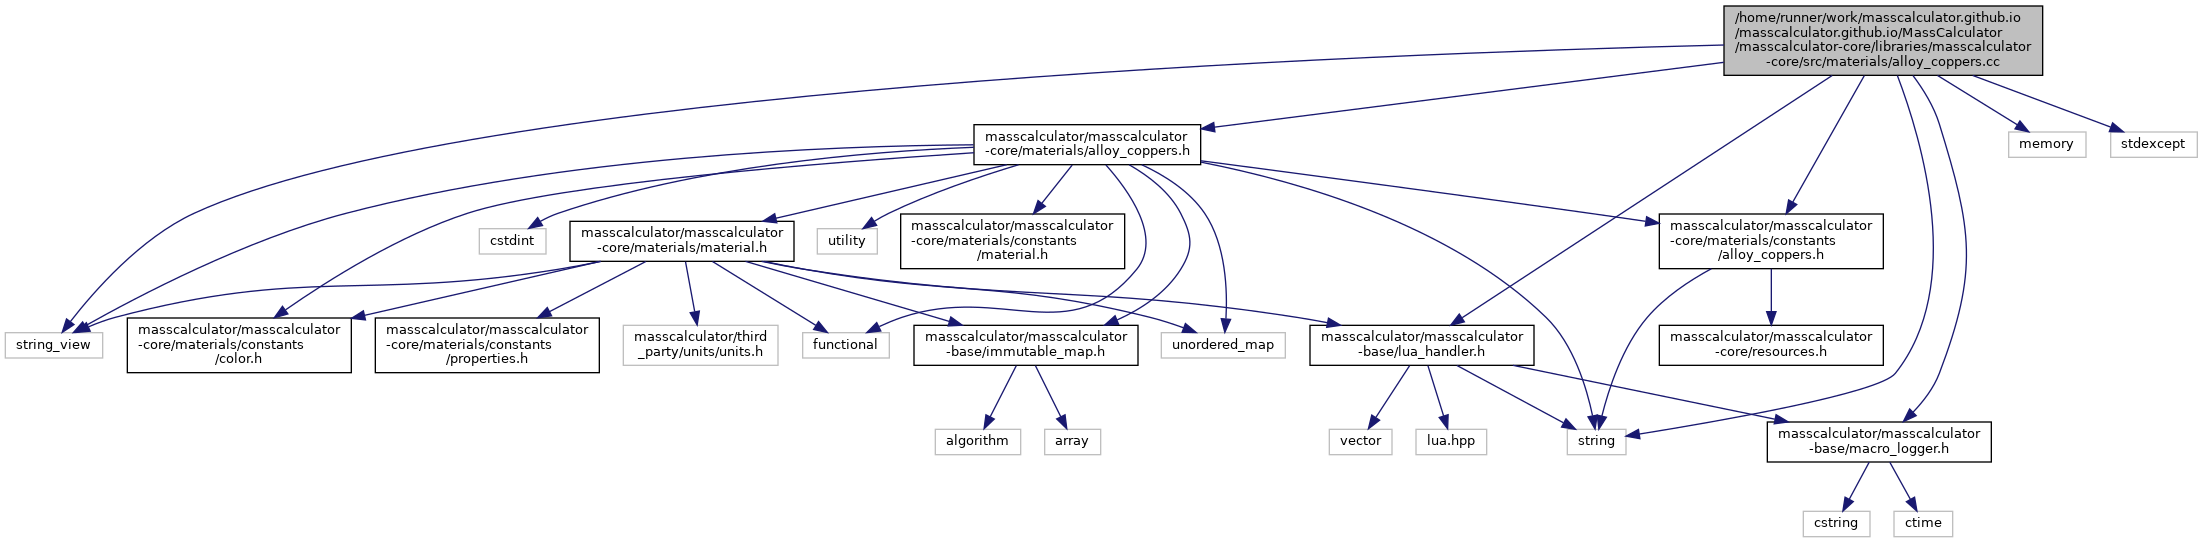 /home/runner/work/masscalculator.github.io
/masscalculator.github.io/MassCalculator
/masscalculator-core/libraries/masscalculator
-core/src/materials/alloy_coppers.cc
masscalculator/masscalculator
-core/materials/alloy_coppers.h
memory
stdexcept
cstdint
masscalculator/masscalculator
-core/materials/material.h
utility
masscalculator/masscalculator
-core/materials/constants
/material.h
masscalculator/masscalculator
-core/materials/constants
/alloy_coppers.h
string_view
masscalculator/masscalculator
-core/materials/constants
/color.h
masscalculator/masscalculator
-core/materials/constants
/properties.h
masscalculator/third
_party/units/units.h
functional
masscalculator/masscalculator
-base/immutable_map.h
unordered_map
masscalculator/masscalculator
-base/lua_handler.h
masscalculator/masscalculator
-core/resources.h
algorithm
array
vector
lua.hpp
string
masscalculator/masscalculator
-base/macro_logger.h
cstring
ctime